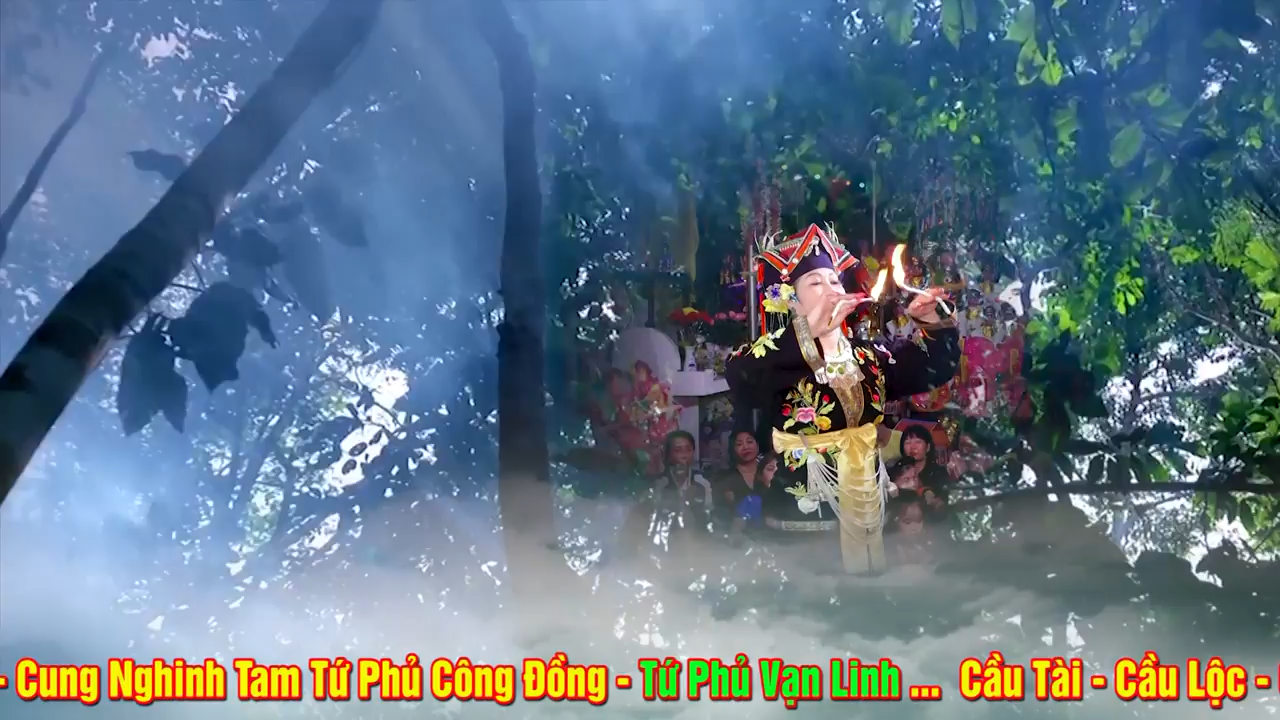 - Cung Nghinh Tam Tứ Phủ Công Đồng - Tứ Phủ Vạn Linh ... Cầu Tài - Cầu Lộc -